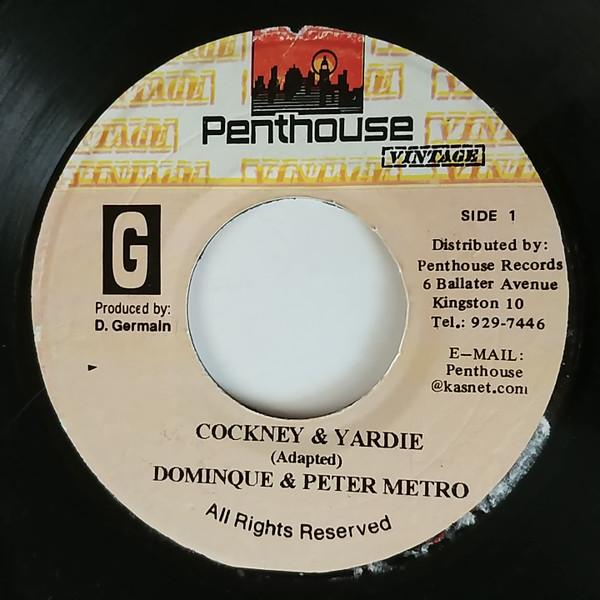 Penthouse
VINTAGE
G
Produced by:
D. Germain
SIDE 1
Distributed by:
Penthouse Records
6 Ballater Avenue
Kingston 10
Tel.: 929-7446
E-MAIL:
Penthouse
@kasnet.com
COCKNEY & YARDIE
(Adapted)
DOMINQUE & PETER METRO
All Rights Reserved